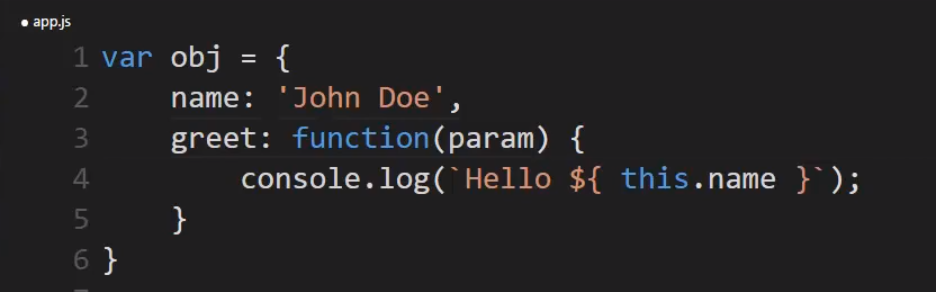 ● app.js
1 var obj = {
2     name: 'John Doe',
3     greet: function(param) {
4         console.log(`Hello ${ this.name }`);
5     }
6 }